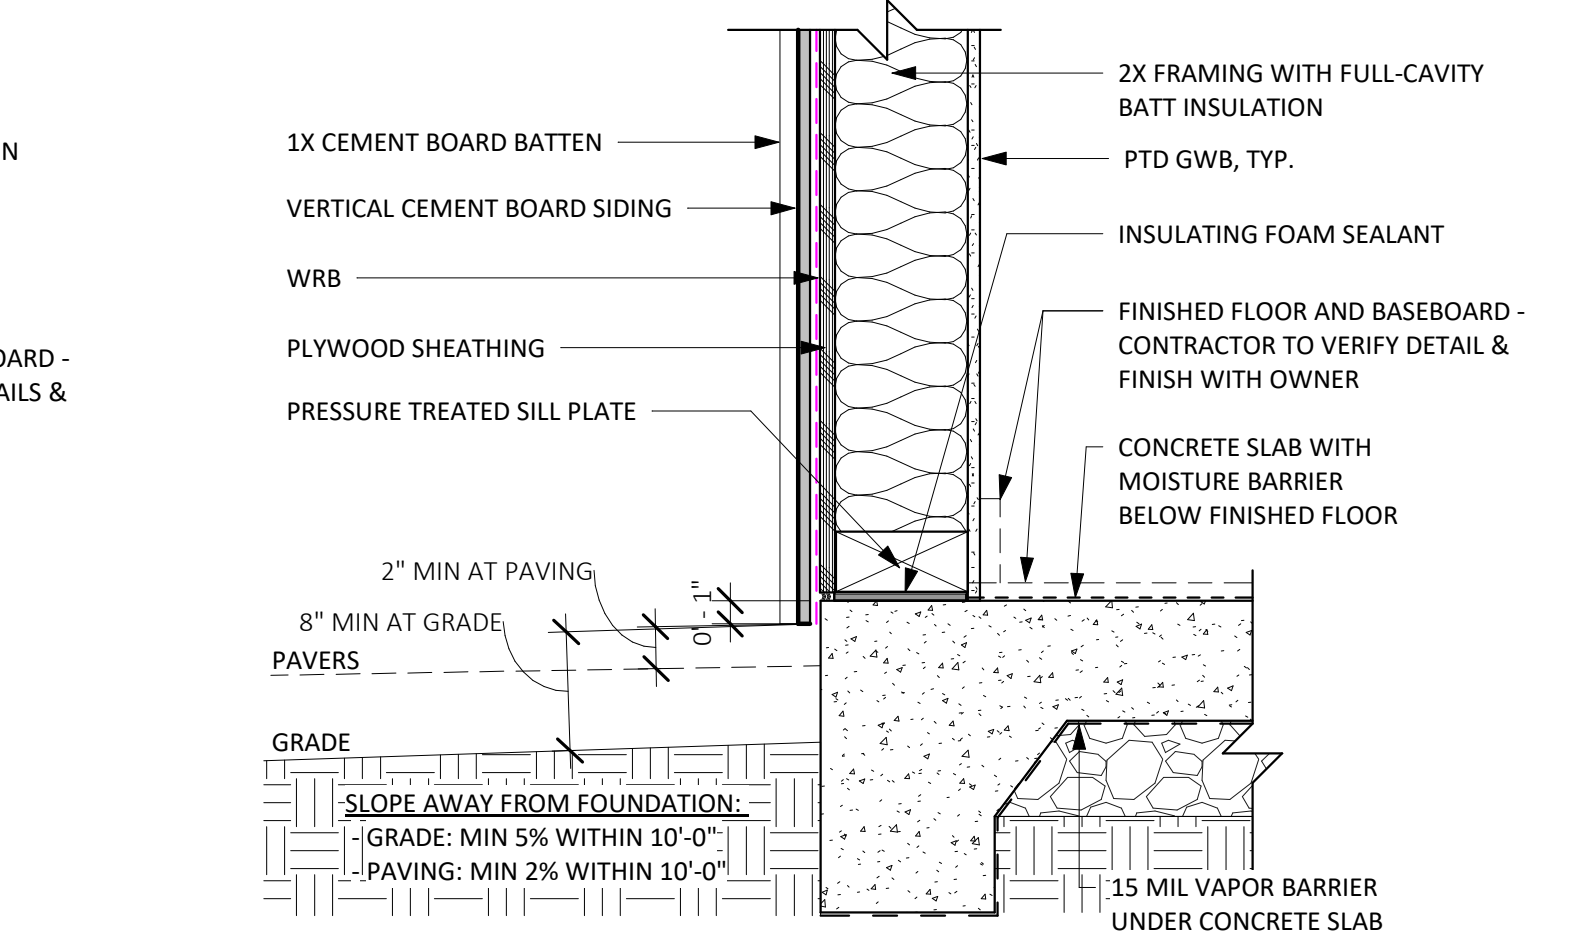 N
OARD -
AILS &
1X CEMENT BOARD BATTEN
VERTICAL CEMENT BOARD SIDING
WRB
PLYWOOD SHEATHING
PRESSURE TREATED SILL PLATE
2" MIN AT PAVING
8" MIN AT GRADE
0' - 1"
PAVERS
GRADE
SLOPE AWAY FROM FOUNDATION:
- GRADE: MIN 5% WITHIN 10'-0"
- PAVING: MIN 2% WITHIN 10'-0"
2X FRAMING WITH FULL-CAVITY
BATT INSULATION
PTD GWB, TYP.
INSULATING FOAM SEALANT
FINISHED FLOOR AND BASEBOARD -
CONTRACTOR TO VERIFY DETAIL &
FINISH WITH OWNER
CONCRETE SLAB WITH
MOISTURE BARRIER
BELOW FINISHED FLOOR
15 MIL VAPOR BARRIER
UNDER CONCRETE SLAB